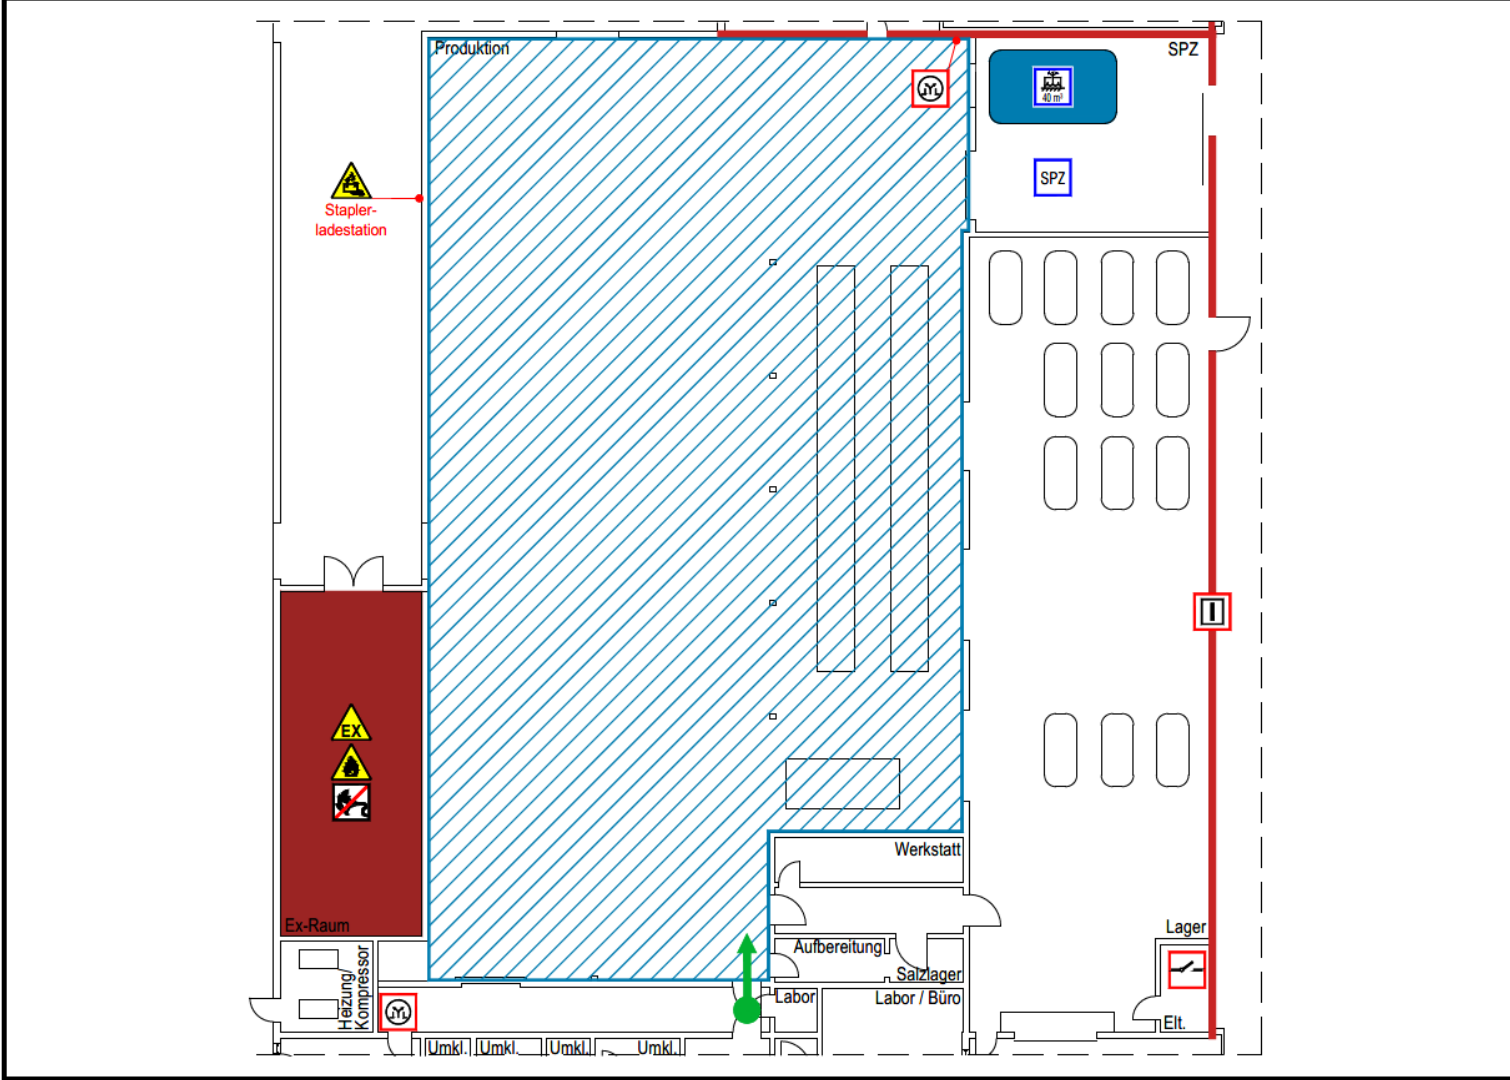 Produktion
SPZ
40 m³
SPZ
Stapler-
ladestation
EX
Ex-Raum
Werkstatt
Lager
Aufbereitung
Salzlager
Heizung/
Kompressor
Labor
Labor / Büro
Elt.
Umkl.
Umkl.
Umkl.
Umkl.